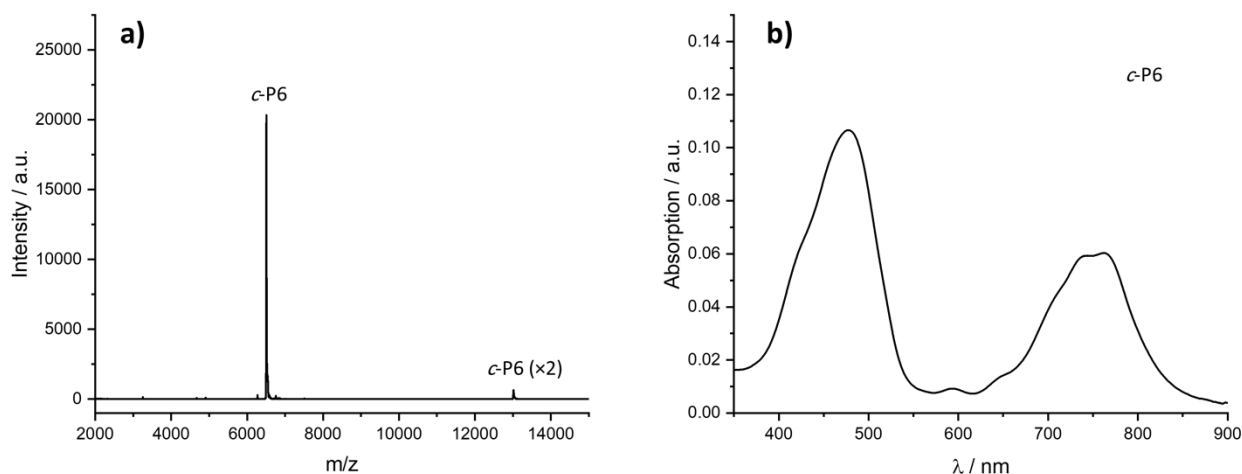 a)
Intensity / a.u.
25000
20000
15000
10000
5000
0
c-P6
c-P6 (×2)
2000 4000 6000 8000 10000 12000 14000
m/z
b)
Absorption / a.u.
0.14
0.12
0.10
0.08
0.06
0.04
0.02
0.00
c-P6
400 500 600 700 800 900
λ / nm